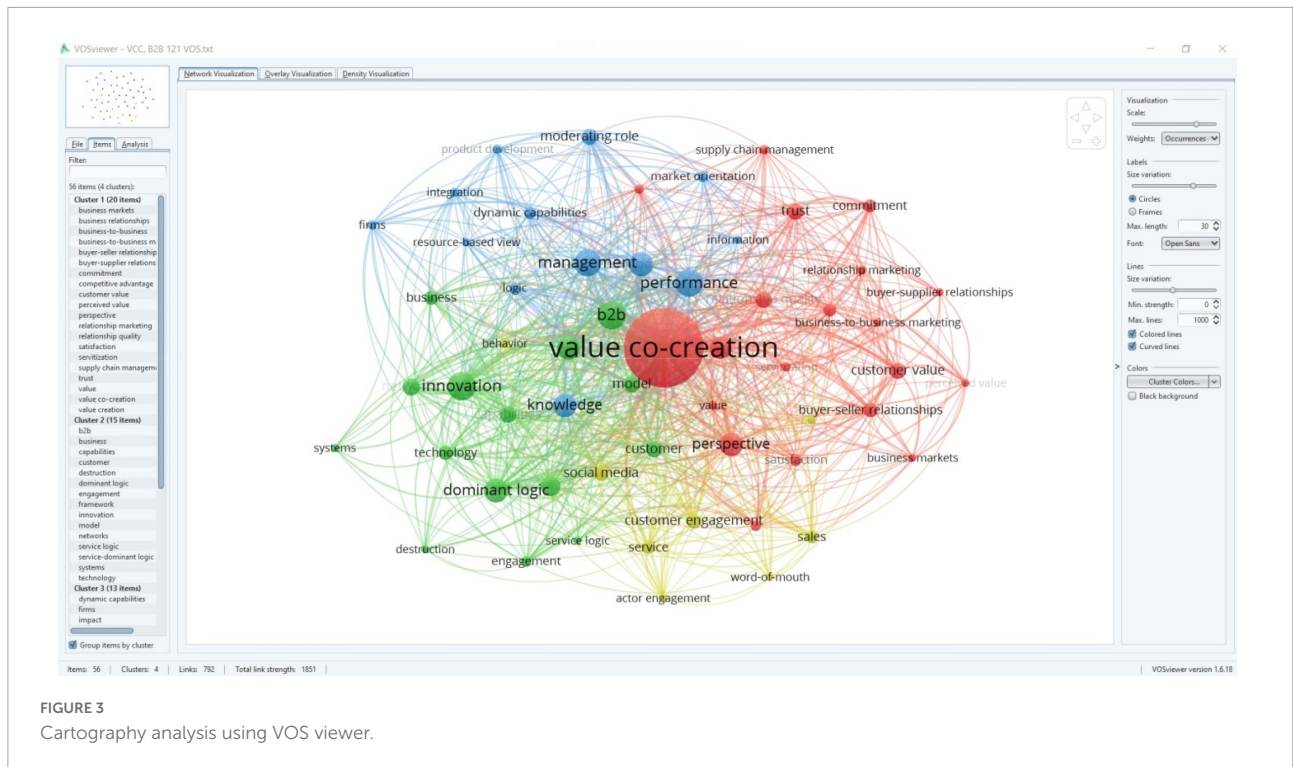 VOSviewer - VCC, B2B 121 VOS.txt
Network Visualization
Overlay Visualization
Density Visualization
File
Items
Analysis
Filter:
56 items (4 clusters):
Cluster 1 (20 items)
business markets
business relationships
business-to-business
business-to-business m
buyer-seller relationship
buyer-supplier relations
commitment
competitive advantage
customer value
perceived value
perspective
relationship marketing
relationship quality
satisfaction
servitization
supply chain managem
trust
value
value co-creation
value creation
Cluster 2 (15 items)
b2b
business
capabilities
customer
destruction
dominant logic
engagement
framework
innovation
model
networks
service logic
service-dominant logic
systems
technology
Cluster 3 (13 items)
dynamic capabilities
firms
impact
Group items by cluster
moderating role
product development
supply chain management
market orientation
integration
dynamic capabilities
trust
commitment
firms
resource-based view
information
management
relationship marketing
performance
logic
business
buyer-supplier relationships
b2b
business-to-business marketing
behavior
value co-creation
customer value
model
perceived value
innovation
knowledge
value
buyer-seller relationships
systems
technology
customer
perspective
satisfaction
business markets
social media
dominant logic
customer engagement
sales
service logic
service
destruction
engagement
word-of-mouth
actor engagement
Visualization
Scale:
Weights: Occurrences
Labels
Size variation:
Circles
Frames
Max. length: 30
Font: Open Sans
Lines
Size variation:
Min. strength: 0
Max. lines: 1000
Colored lines
Curved lines
Colors
Cluster Colors...
Black background
Items: 56
Clusters: 4
Links: 792
Total link strength: 1851
VOSviewer version 1.6.18
FIGURE 3
Cartography analysis using VOS viewer.